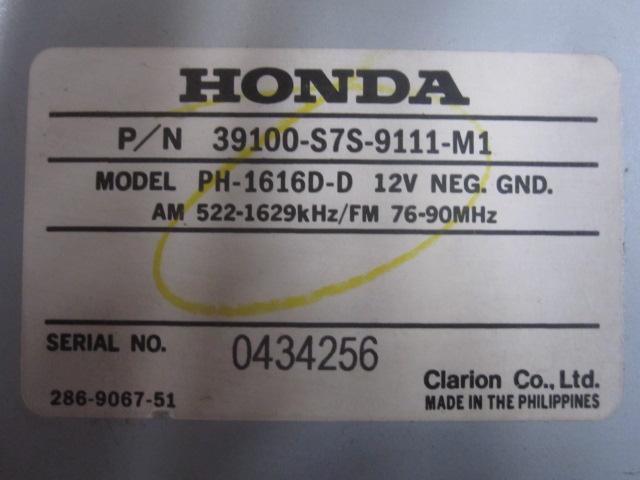 HONDA
P/N 39100-S7S-9111-M1
MODEL PH-1616D-D 12V NEG. GND.
AM 522-1629kHz/FM 76-90MHz
SERIAL NO. 0434256
Clarion Co., Ltd.
286-9067-51 MADE IN THE PHILIPPINES